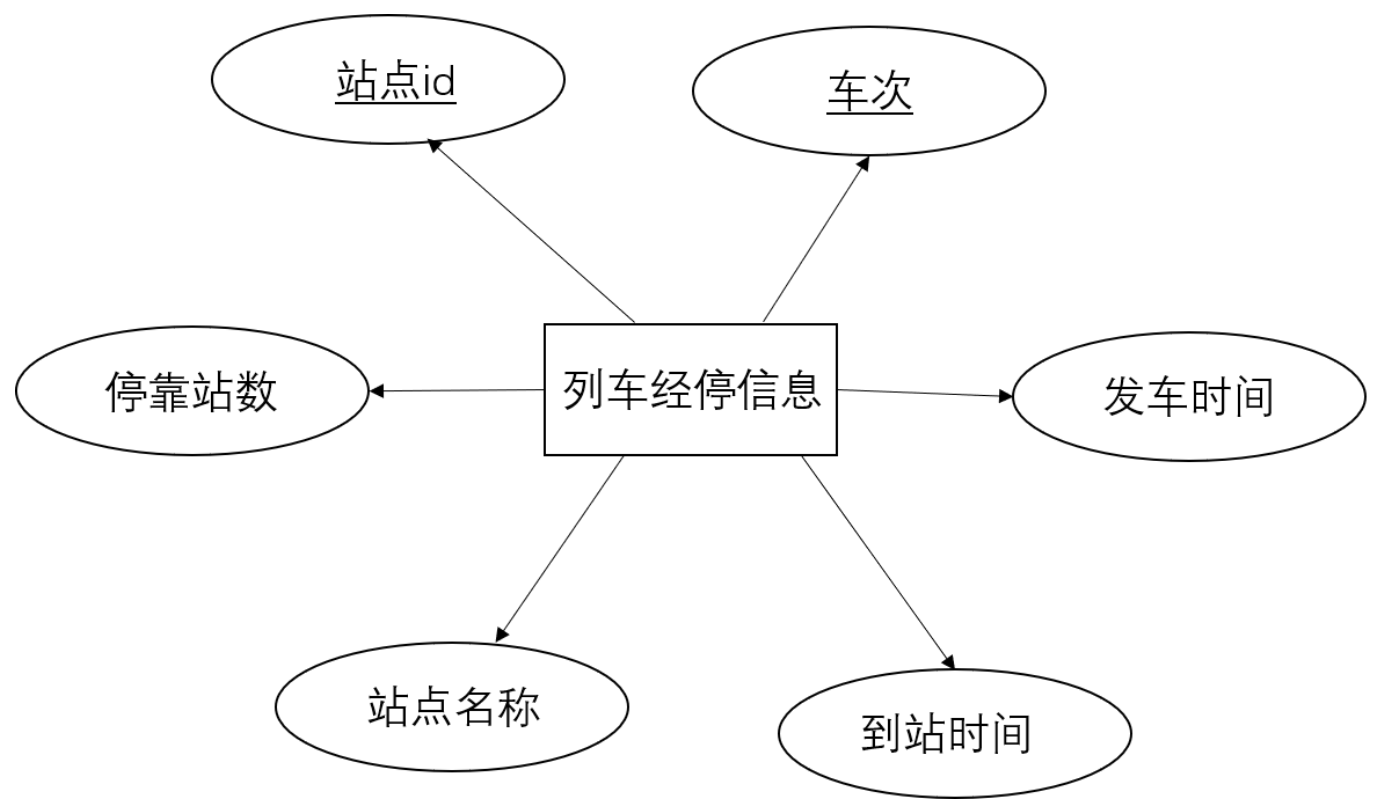 站点id
车次
停靠站数
列车经停信息
发车时间
站点名称
到站时间